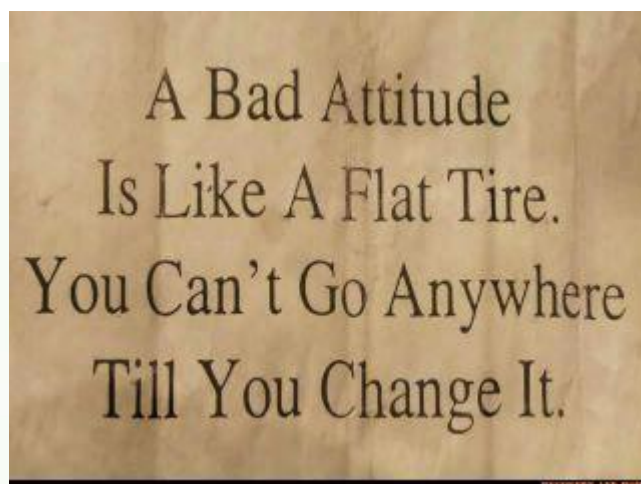 A Bad Attitude
Is Like A Flat Tire.
You Can't Go Anywhere
Till You Change It.